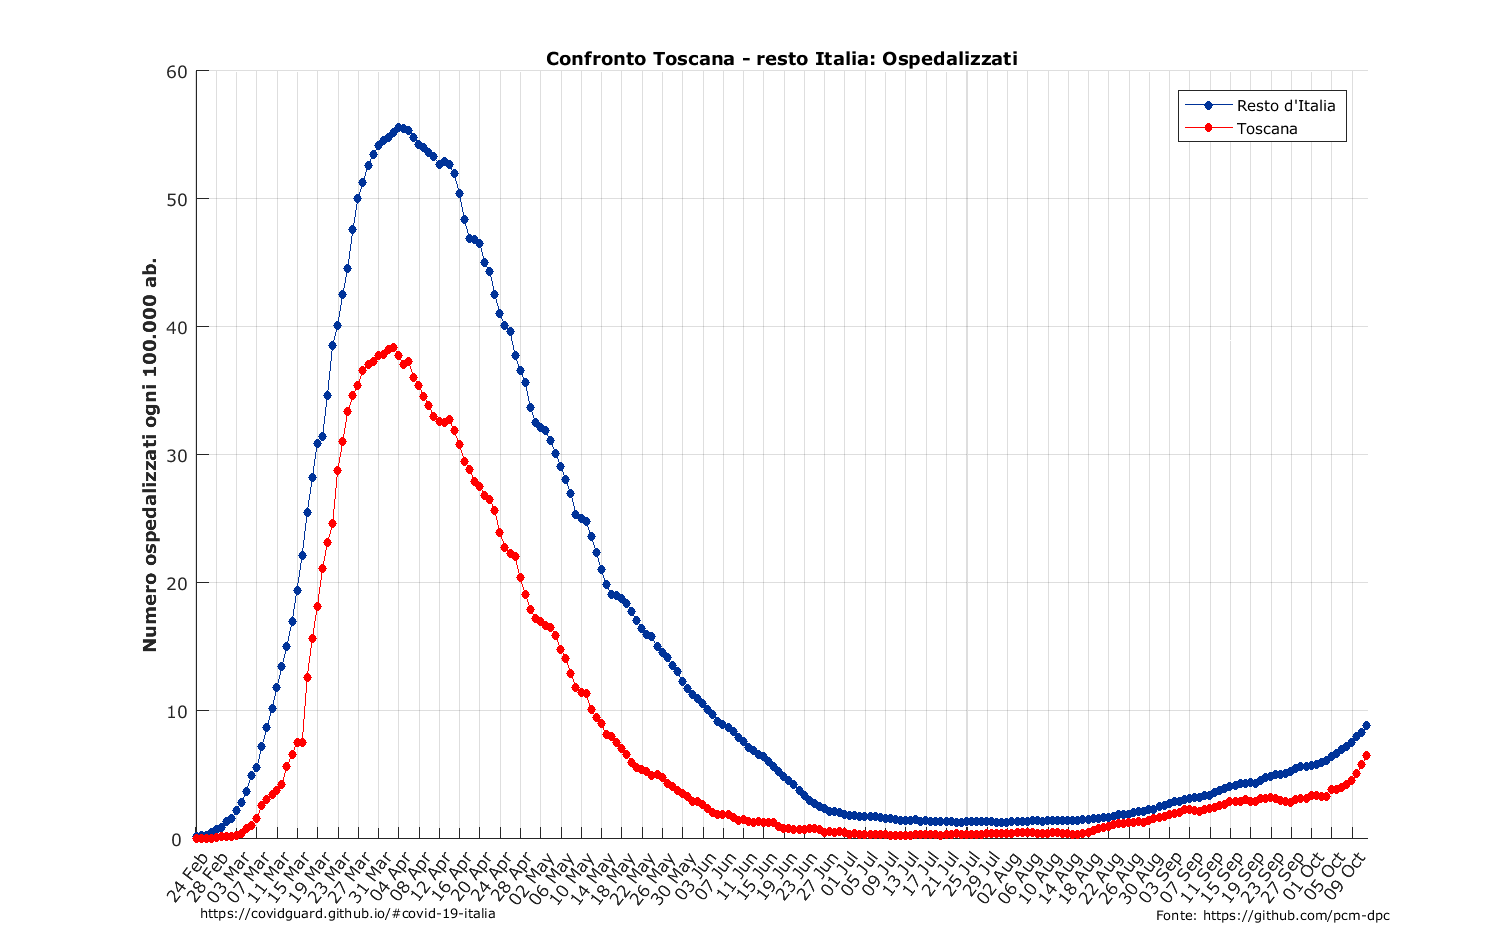 Confronto Toscana - resto Italia: Ospedalizzati
Resto d'Italia
Toscana
Numero ospedalizzati ogni 100.000 ab.
60
50
40
30
20
10
0
24 Feb
28 Feb
03 Mar
07 Mar
11 Mar
15 Mar
19 Mar
23 Mar
27 Mar
31 Mar
04 Apr
08 Apr
12 Apr
16 Apr
20 Apr
24 Apr
28 Apr
02 May
06 May
10 May
14 May
18 May
22 May
26 May
30 May
03 Jun
07 Jun
11 Jun
15 Jun
19 Jun
23 Jun
27 Jun
01 Jul
05 Jul
09 Jul
13 Jul
17 Jul
21 Jul
25 Jul
29 Jul
02 Aug
06 Aug
10 Aug
14 Aug
18 Aug
22 Aug
26 Aug
30 Aug
03 Sep
07 Sep
11 Sep
15 Sep
19 Sep
23 Sep
27 Sep
01 Oct
05 Oct
09 Oct
https://covidguard.github.io/#covid-19-italia
Fonte: https://github.com/pcm-dpc